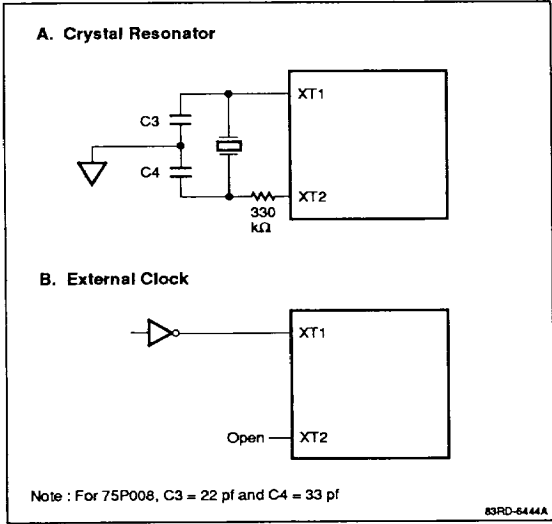 A. Crystal Resonator
XT1
C3
C4
XT2
330
kΩ
B. External Clock
XT1
Open
XT2
Note : For 75P008, C3 = 22 pf and C4 = 33 pf
83RD-6444A